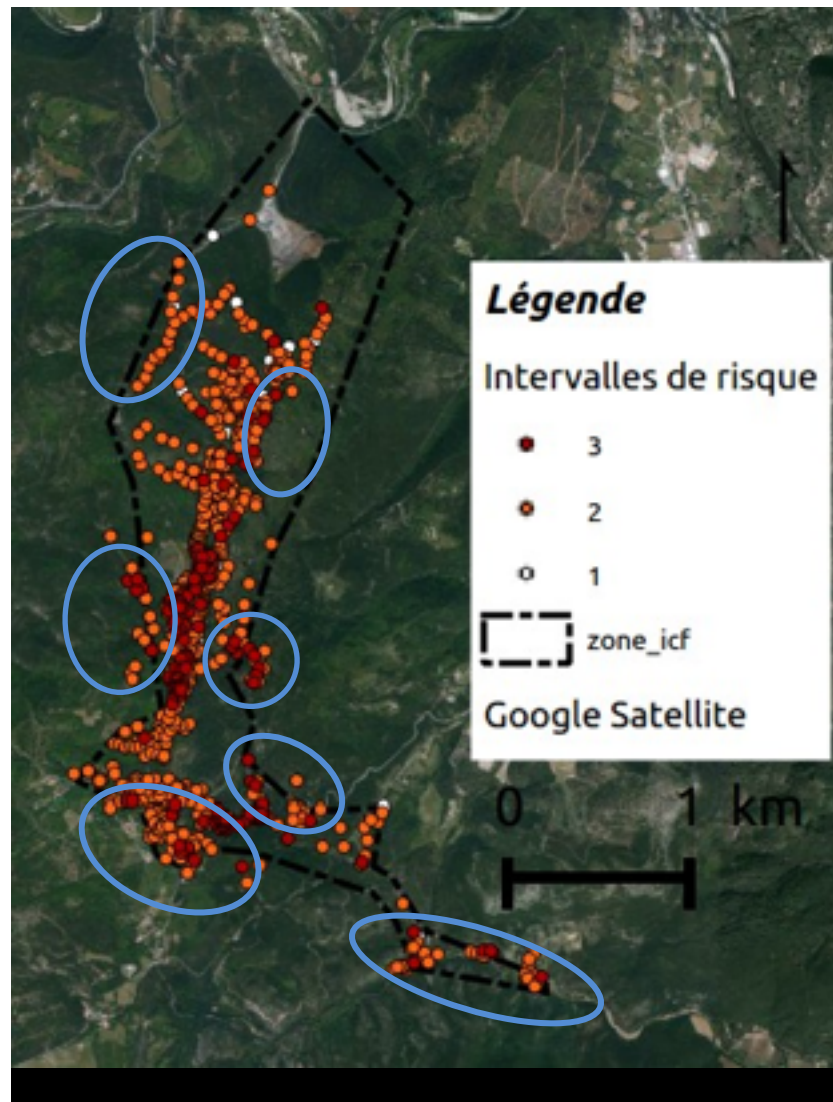 Légende
Intervalles de risque
3
2
1
zone_icf
Google Satellite
0 1 km